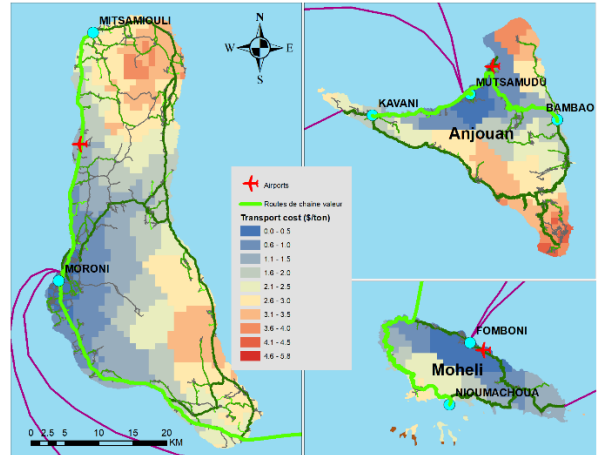 MITSAMIOULI
N
W
E
S
MORONI
MUTSAMUDU
KAVANI
BAMBAO
Anjouan
Airports
Routes de chaine valeur
Transport cost ($/ton)
0.0 - 0.5
0.6 - 1.0
1.1 - 1.5
1.6 - 2.0
2.1 - 2.5
2.6 - 3.0
3.1 - 3.5
3.6 - 4.0
4.1 - 4.5
4.6 - 5.8
FOMBONI
Moheli
NIOUMACHOUA
0 2.5 5 10 15 20
KM